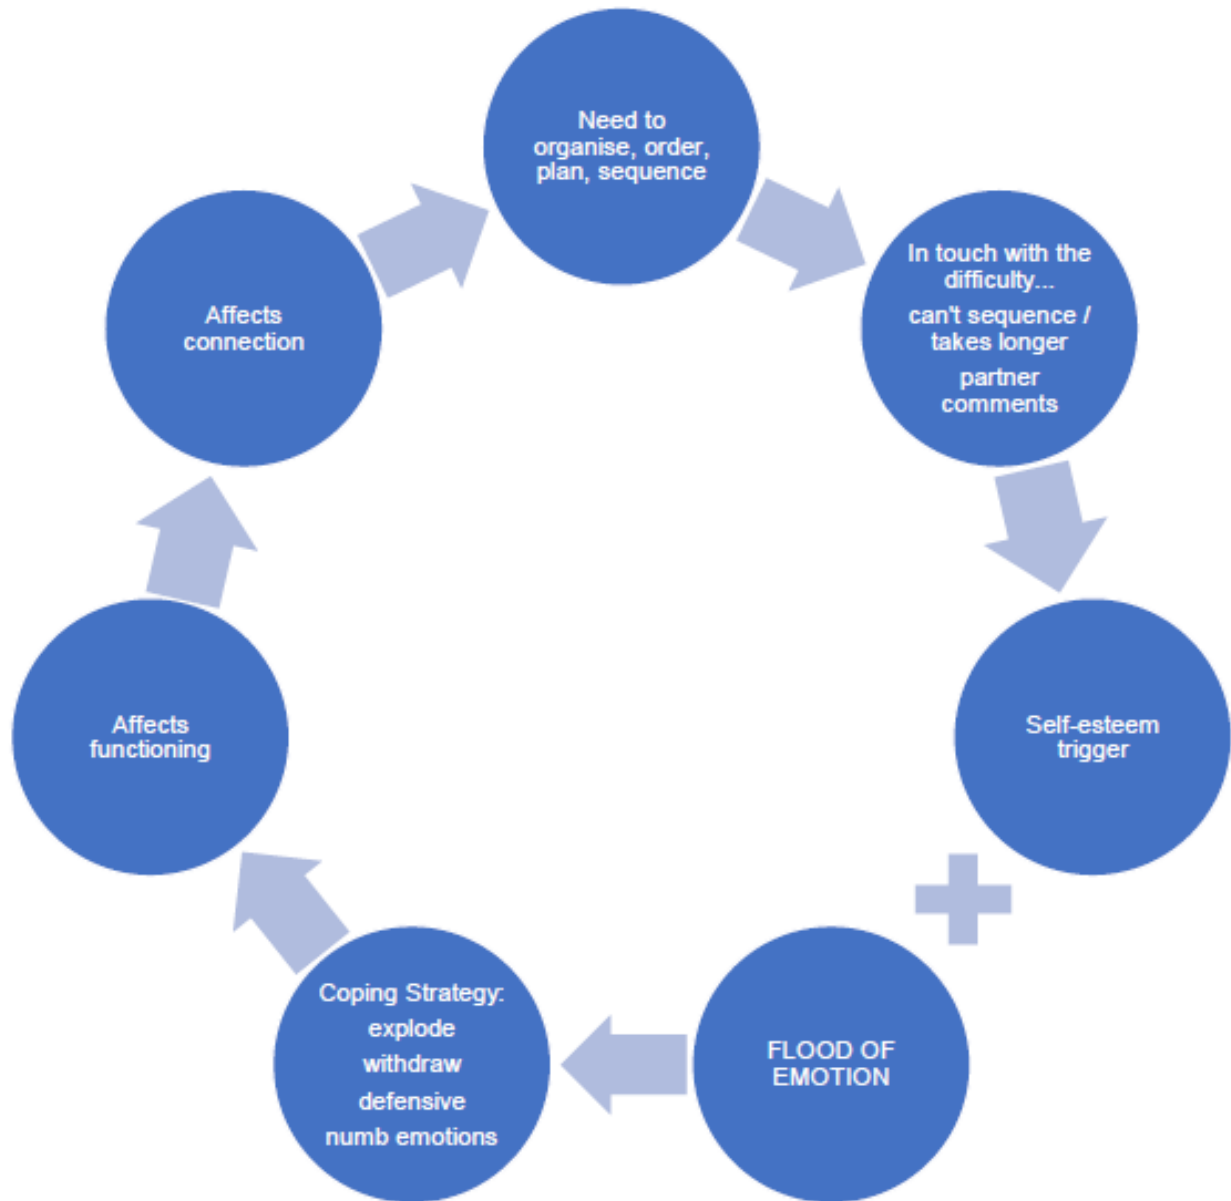 Need to
organise, order,
plan, sequence
In touch with the
difficulty...
can't sequence /
takes longer
partner
comments
Self-esteem
trigger
FLOOD OF
EMOTION
Coping Strategy:
explode
withdraw
defensive
numb emotions
Affects
functioning
Affects
connection